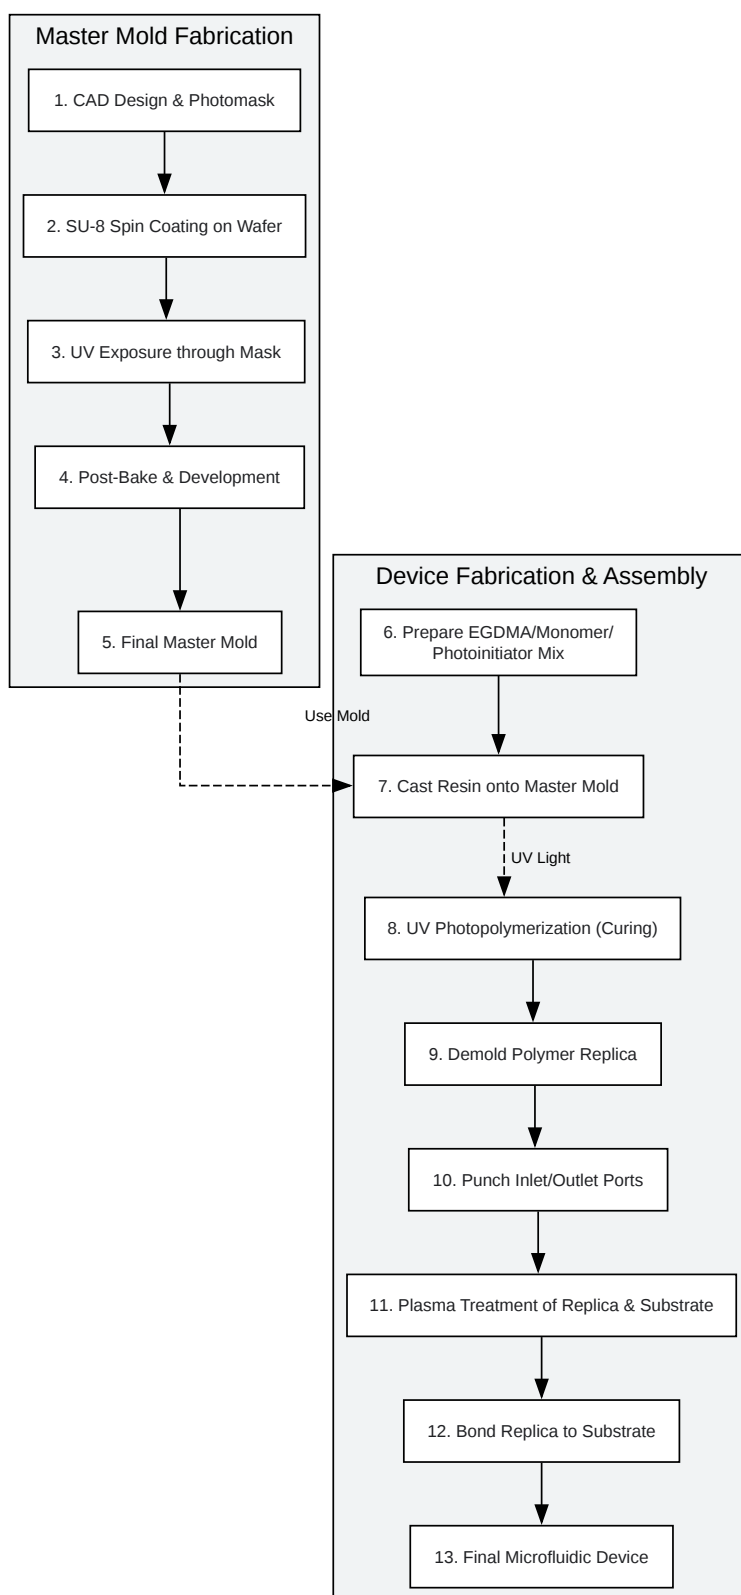 Master Mold Fabrication
1. CAD Design & Photomask
2. SU-8 Spin Coating on Wafer
3. UV Exposure through Mask
4. Post-Bake & Development
5. Final Master Mold
Use Mold
Device Fabrication & Assembly
6. Prepare EGDMA/Monomer/
Photoinitiator Mix
7. Cast Resin onto Master Mold
UV Light
8. UV Photopolymerization (Curing)
9. Demold Polymer Replica
10. Punch Inlet/Outlet Ports
11. Plasma Treatment of Replica & Substrate
12. Bond Replica to Substrate
13. Final Microfluidic Device